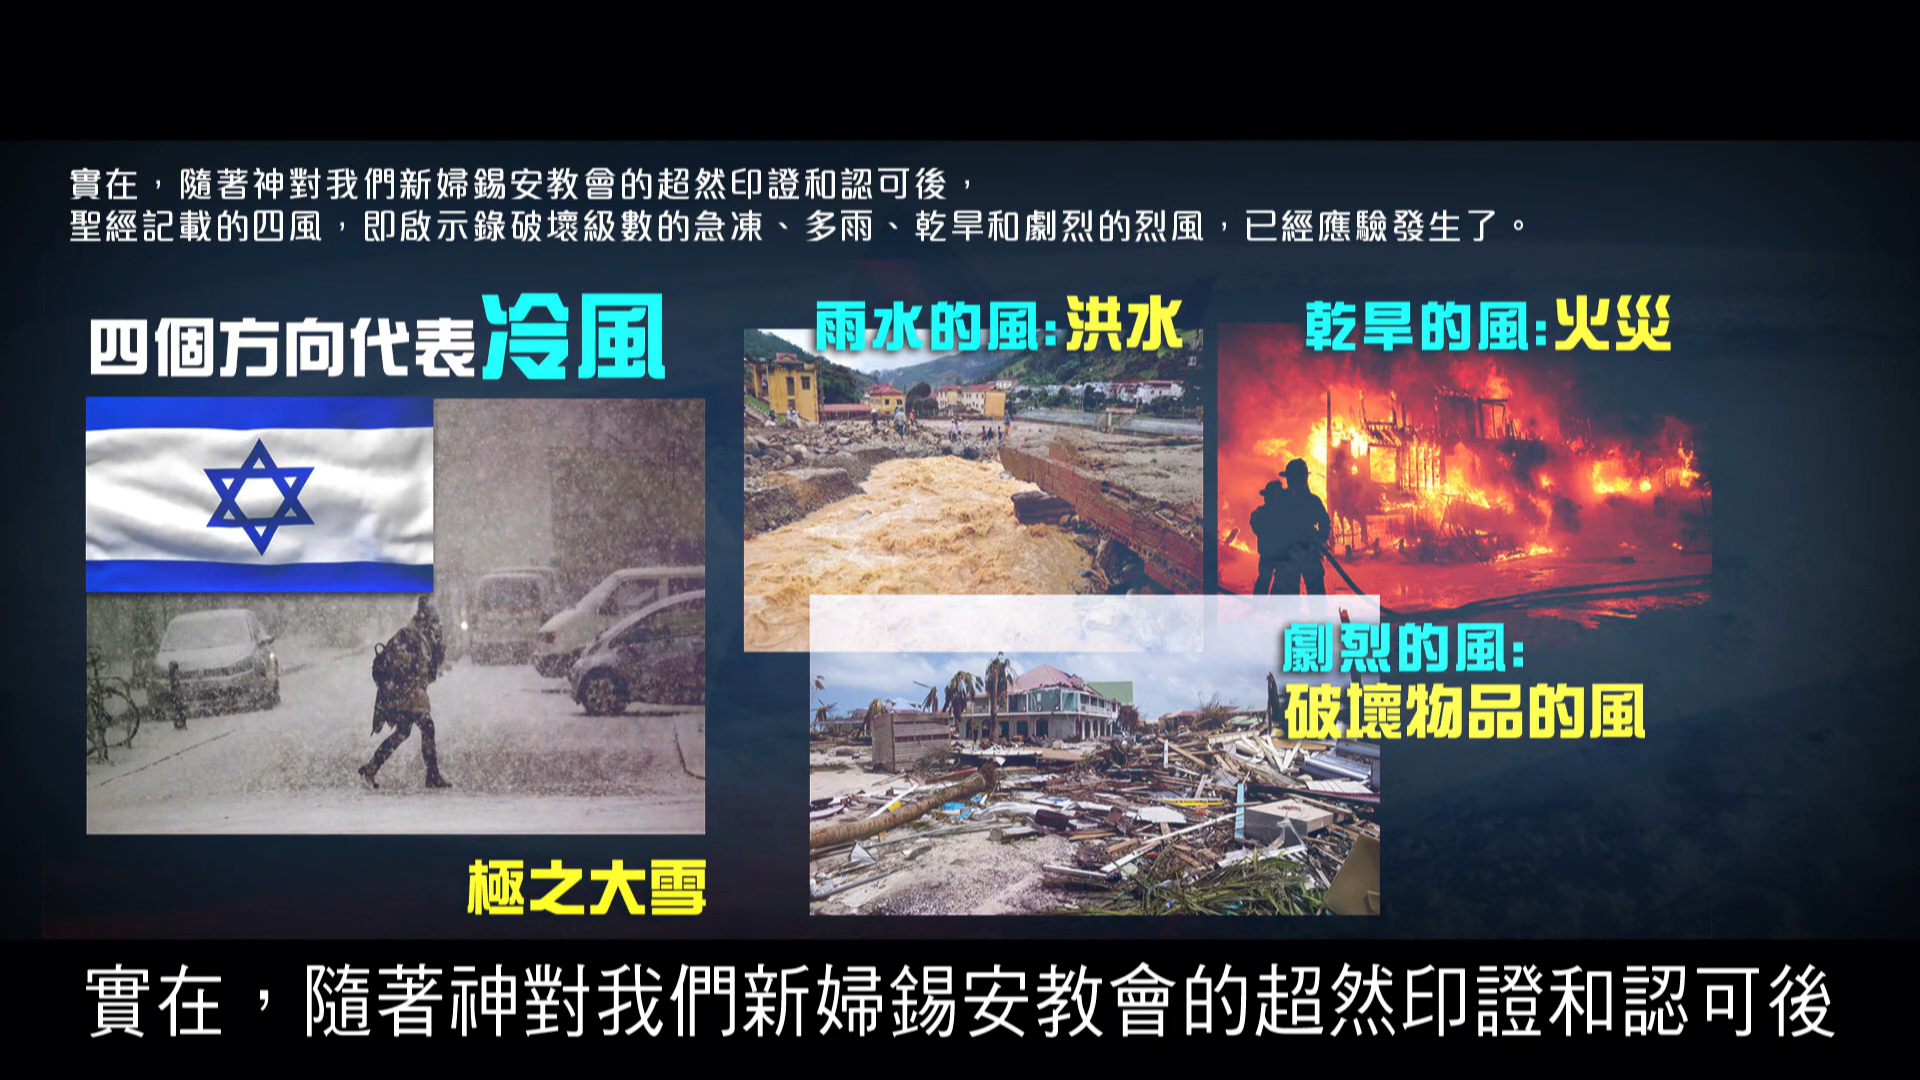 實在，隨著神對我們新婦錫安教會的超然印證和認可後，
聖經記載的四風，即啟示錄破壞級數的急凍、多雨、乾旱和劇烈的烈風，已經應驗發生了。
四個方向代表冷風
雨水的風:洪水
乾旱的風:火災
劇烈的風:
破壞物品的風
極之大雪
實在，隨著神對我們新婦錫安教會的超然印證和認可後